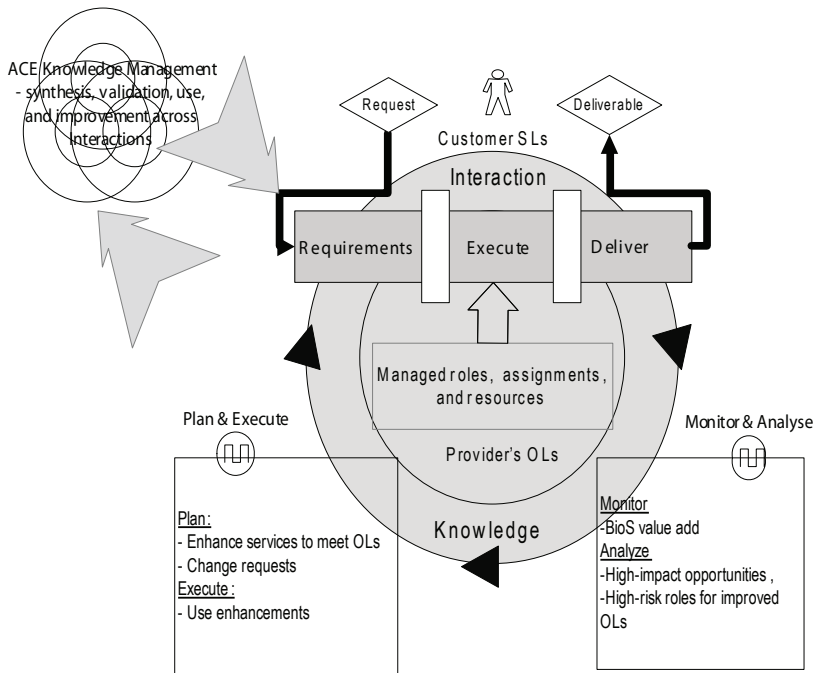 ACE Knowledge Management
- synthesis, validation, use,
and improvement across
Interactions
Request
Deliverable
Customer SLs
Interaction
Requirements
Execute
Deliver
Managed roles, assignments,
and resources
Provider's OLs
Knowledge
Plan & Execute
Plan:
- Enhance services to meet OLs
- Change requests
Execute :
- Use enhancements
Monitor & Analyse
Monitor
-BioS value add
Analyze
-High-impact opportunities ,
-High-risk roles for improved
OLs